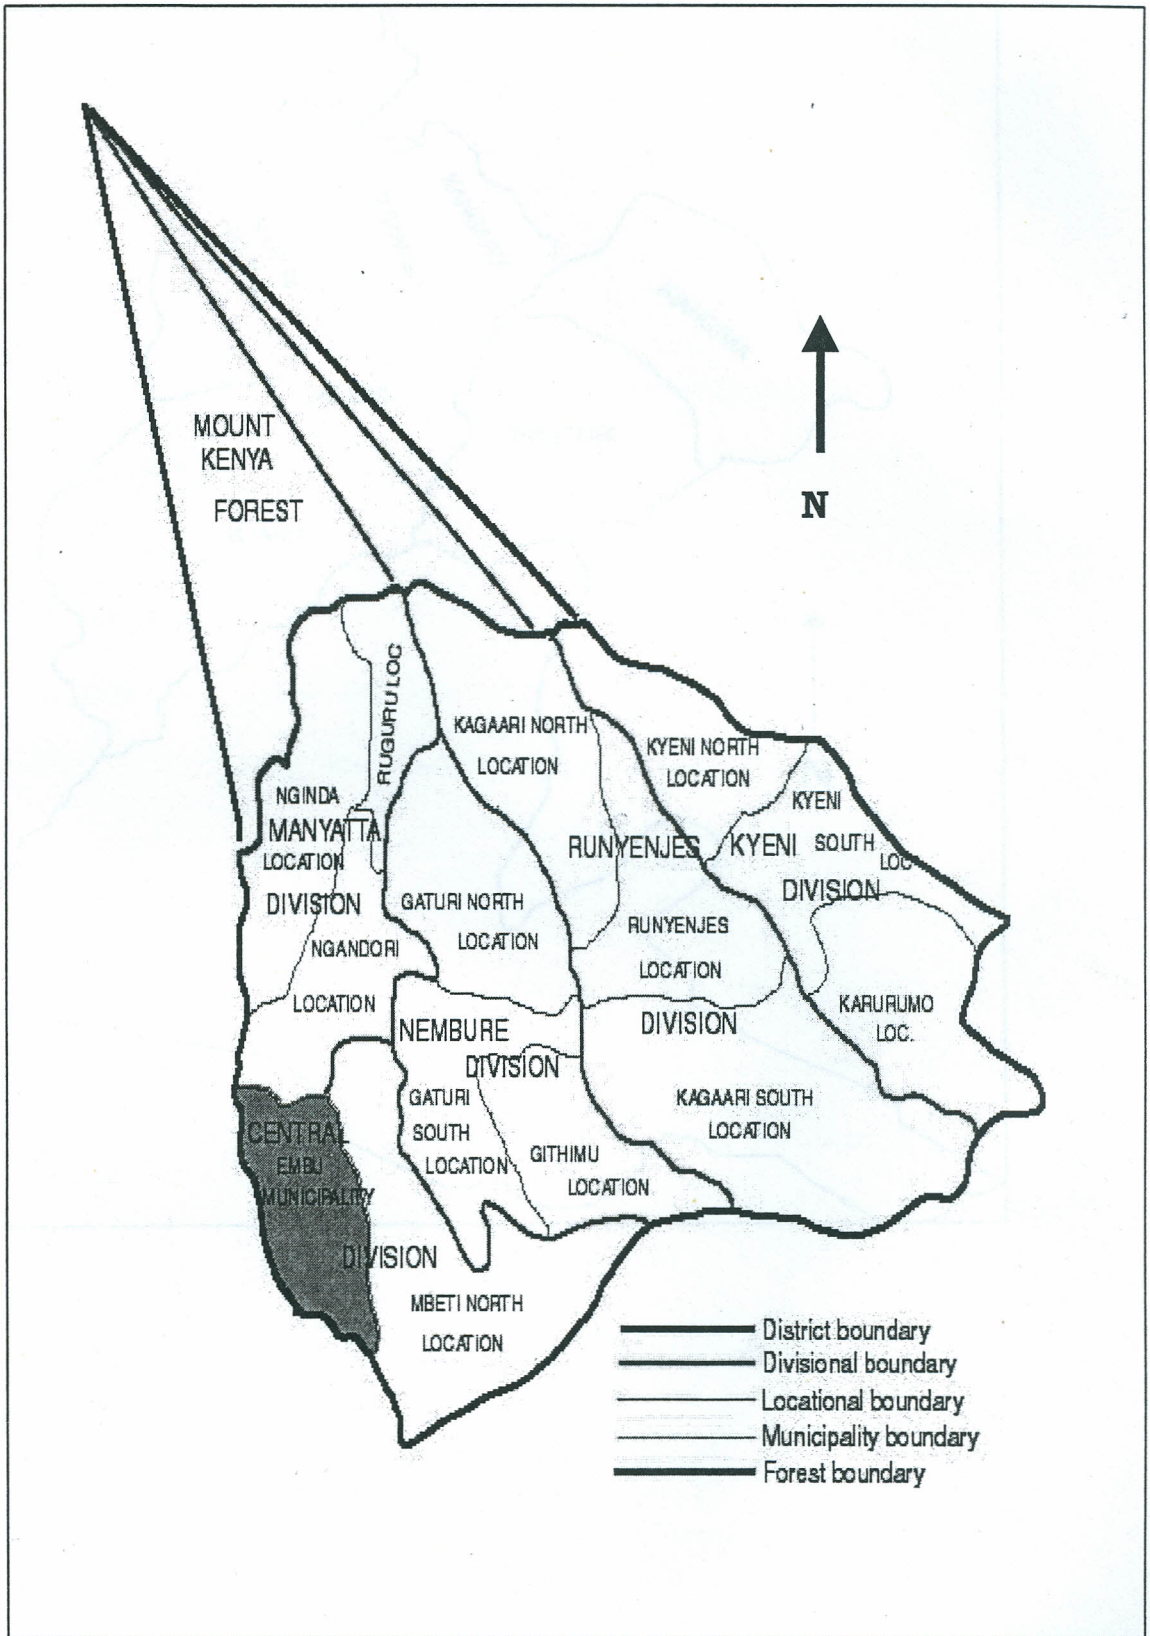 MOUNT
KENYA
FOREST
N
RUGURU LOC
KAGAARI NORTH
LOCATION
KYENI NORTH
LOCATION
NGINDA
MANYATTA
LOCATION
DIVISION
NGANDORI
LOCATION
KYENI
SOUTH
LOC
RUNYENJES
KYENI
DIVISION
GATURI NORTH
LOCATION
RUNYENJES
LOCATION
DIVISION
KARURUMO
LOC.
NEMBURE
DIVISION
GATURI
SOUTH
LOCATION
GITHIMU
LOCATION
KAGAARI SOUTH
LOCATION
CENTRAL
EMBU
MUNICIPALITY
DIVISION
MBETI NORTH
LOCATION
District boundary
Divisional boundary
Locational boundary
Municipality boundary
Forest boundary